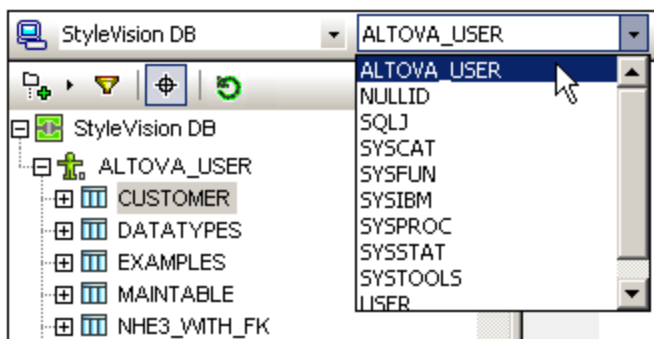 StyleVision DB
ALTOVA_USER
ALTOVA_USER
NULLID
SQLJ
SYSCAT
SYSFUN
SYSIBM
SYSPROC
SYSSTAT
SYSTOOLS
USER
StyleVision DB
ALTOVA_USER
CUSTOMER
DATATYPES
EXAMPLES
MAINTABLE
NHE3_WITH_FK